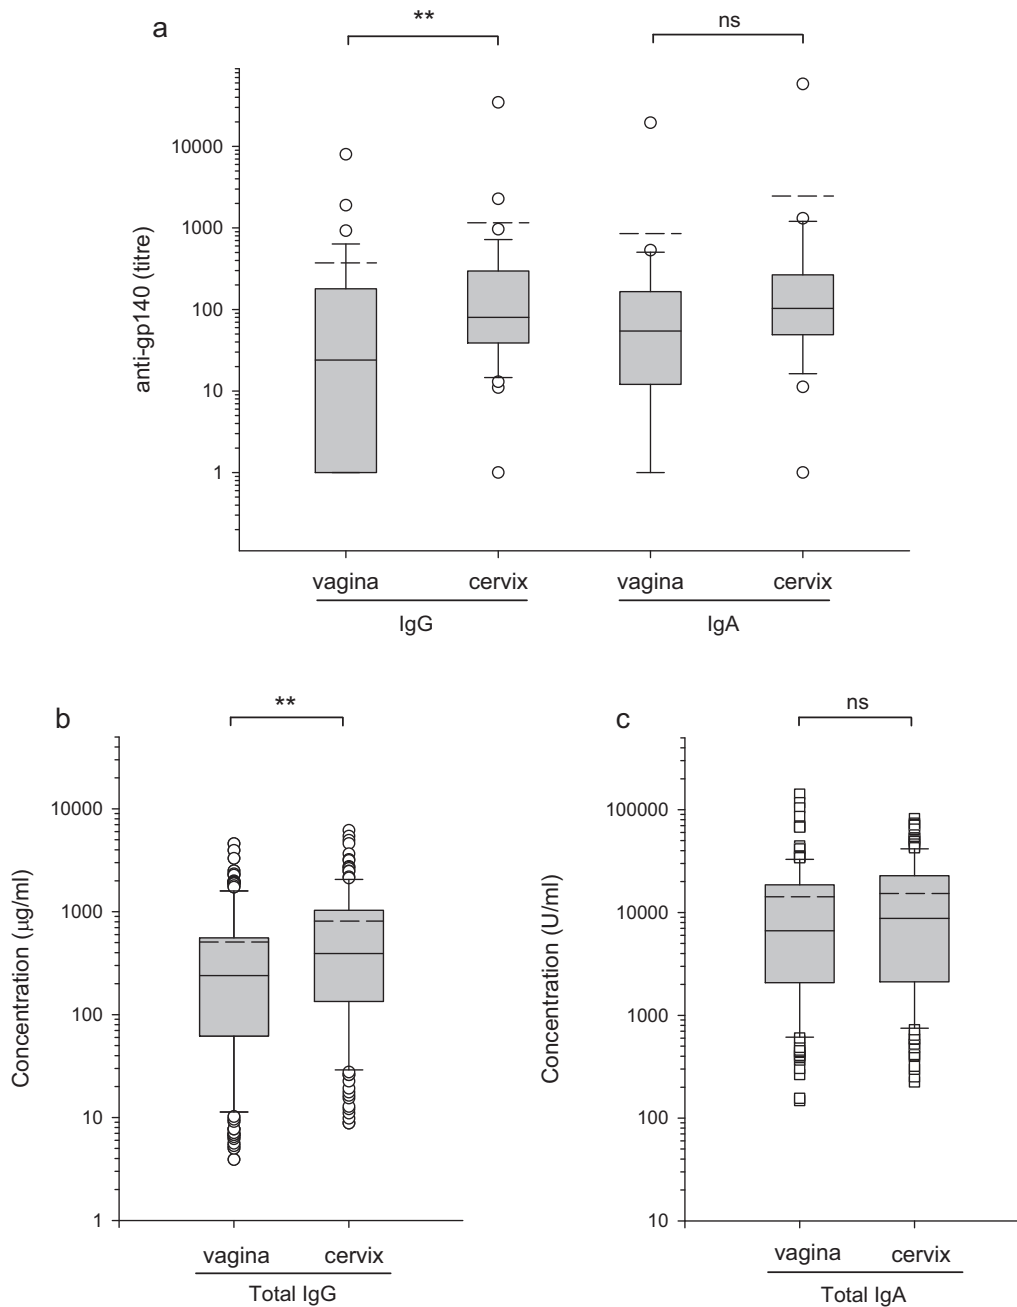 a
**
ns
anti-gp140 (titre)
10000
1000
100
10
1
vagina cervix vagina cervix
IgG IgA
b
**
Concentration (μg/ml)
10000
1000
100
10
1
vagina cervix
Total IgG
c
ns
Concentration (U/ml)
100000
10000
1000
100
10
vagina cervix
Total IgA